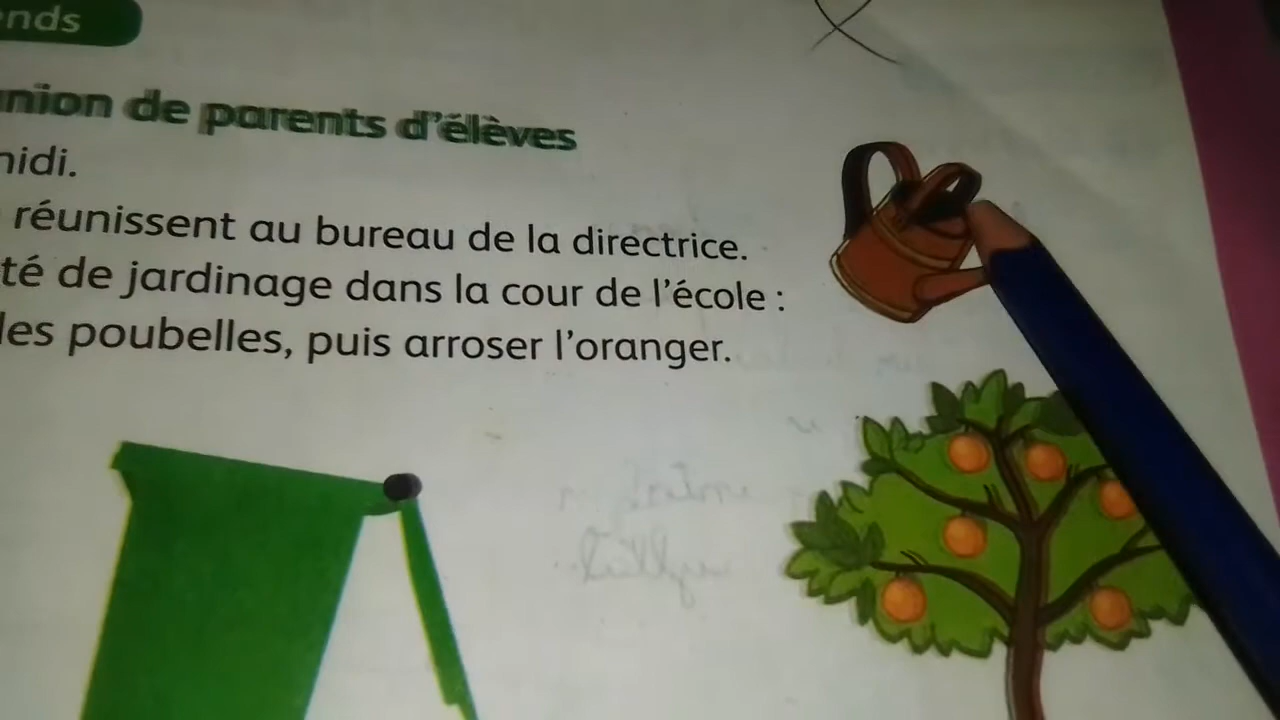 nds
nion de parents d'élèves
midi.
réunissent au bureau de la directrice.
té de jardinage dans la cour de l'école :
les poubelles, puis arroser l'oranger.